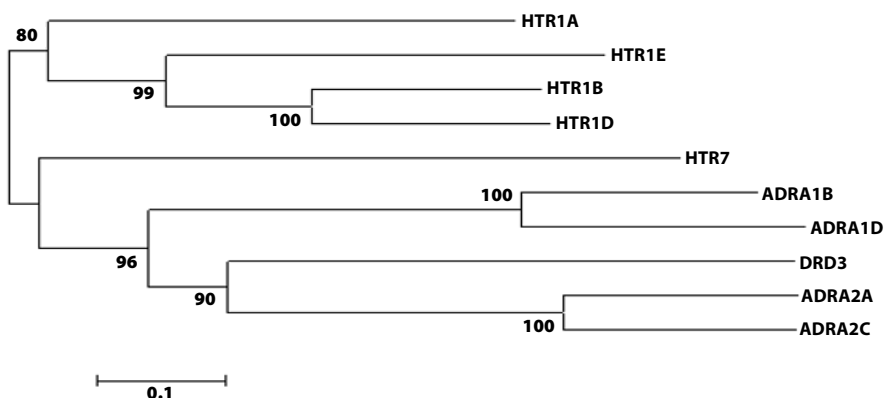 HTR1A
80
HTR1E
99
HTR1B
100
HTR1D
HTR7
100
ADRA1B
ADRA1D
96
DRD3
90
ADRA2A
100
ADRA2C
0.1